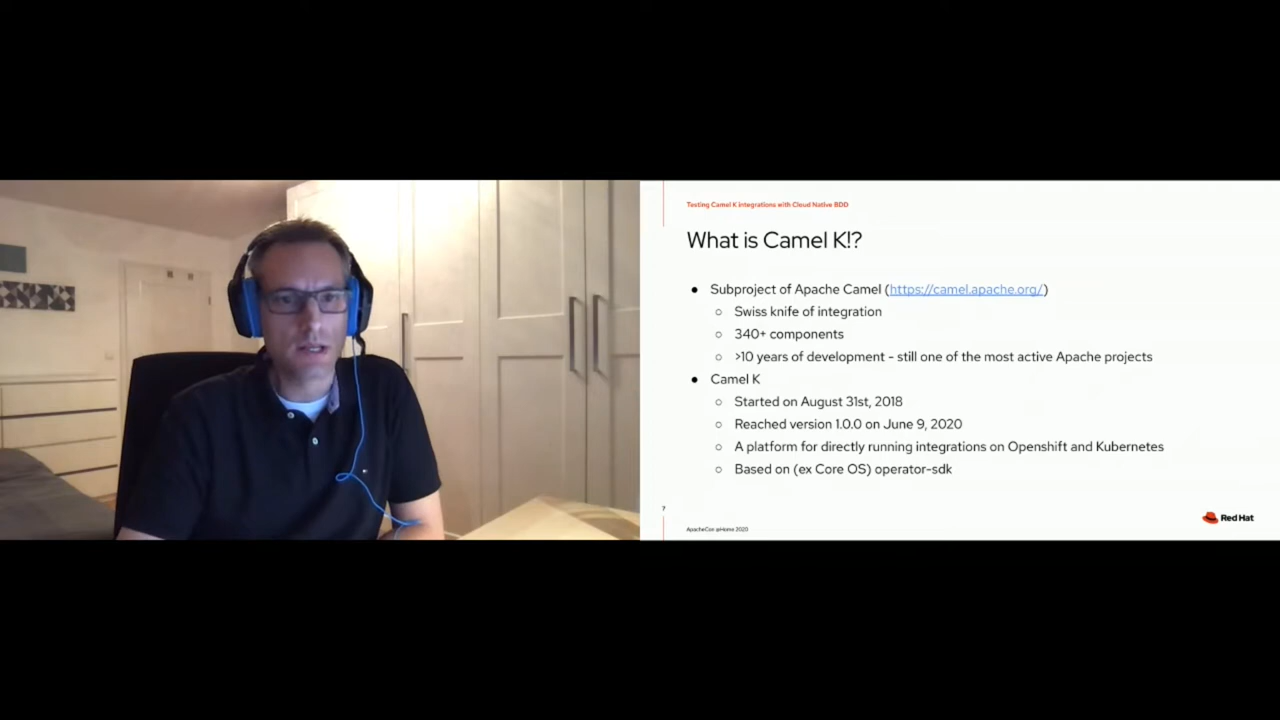 Testing Camel K integrations with Cloud Native BDD
What is Camel K!?
● Subproject of Apache Camel (https://camel.apache.org/)
○ Swiss knife of integration
○ 340+ components
○ >10 years of development - still one of the most active Apache projects
● Camel K
○ Started on August 31st, 2018
○ Reached version 1.0.0 on June 9, 2020
○ A platform for directly running integrations on Openshift and Kubernetes
○ Based on (ex Core OS) operator-sdk
7
ApacheCon @Home 2020
Red Hat